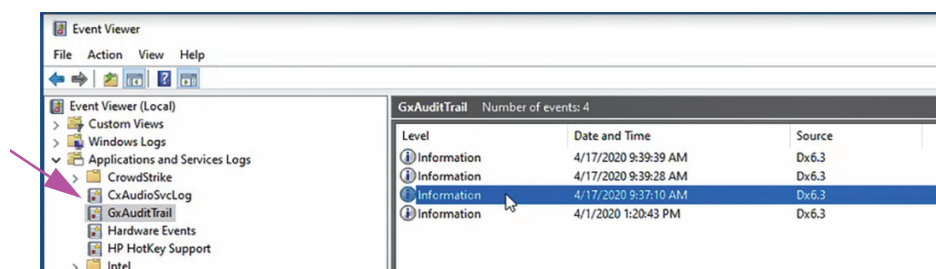 Event Viewer
File Action View Help
Event Viewer (Local)
Custom Views
Windows Logs
Applications and Services Logs
CrowdStrike
CxAudioSvcLog
GxAuditTrail
Hardware Events
HP HotKey Support
Intel
GxAuditTrail Number of events: 4
Level Date and Time Source
Information 4/17/2020 9:39:39 AM Dx6.3
Information 4/17/2020 9:39:28 AM Dx6.3
Information 4/17/2020 9:37:10 AM Dx6.3
Information 4/1/2020 1:20:43 PM Dx6.3